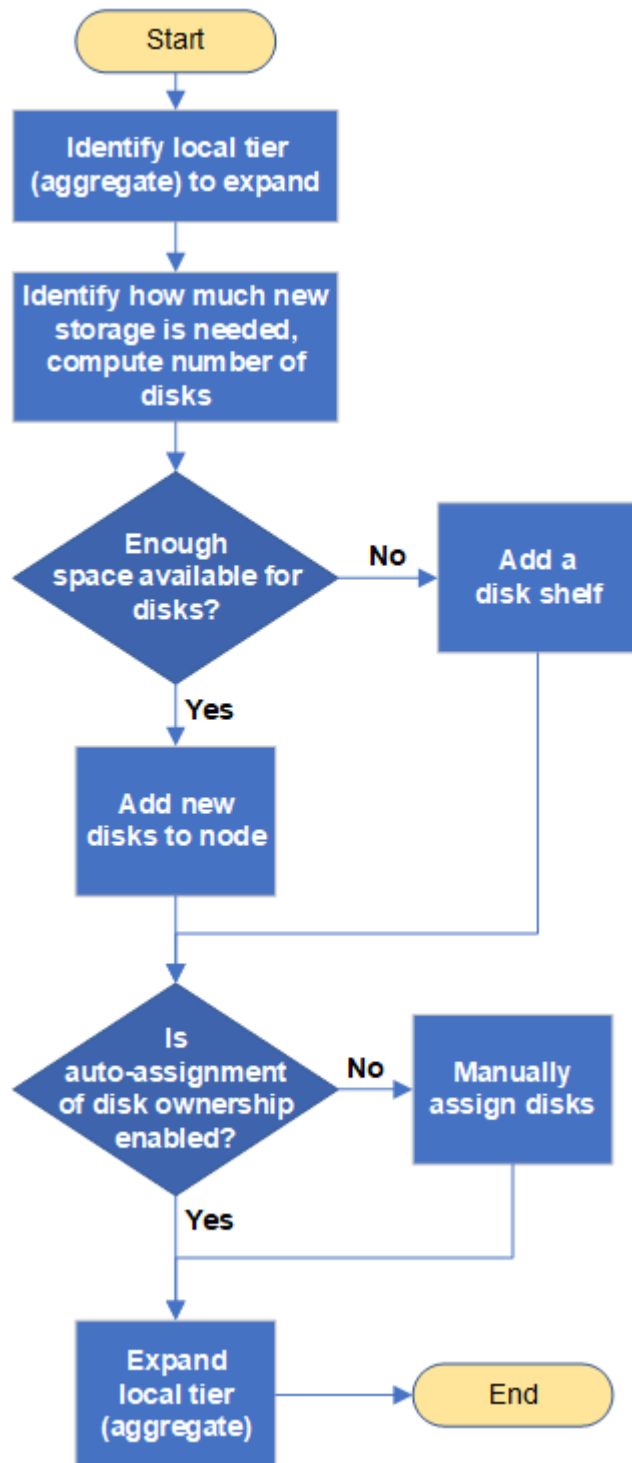 Start
Identify local tier
(aggregate) to expand
Identify how much new
storage is needed,
compute number of
disks
Enough
space available for
disks?
No
Add a
disk shelf
Yes
Add new
disks to node
Is
auto-assignment
of disk ownership
enabled?
No
Manually
assign disks
Yes
Expand
local tier
(aggregate)
End